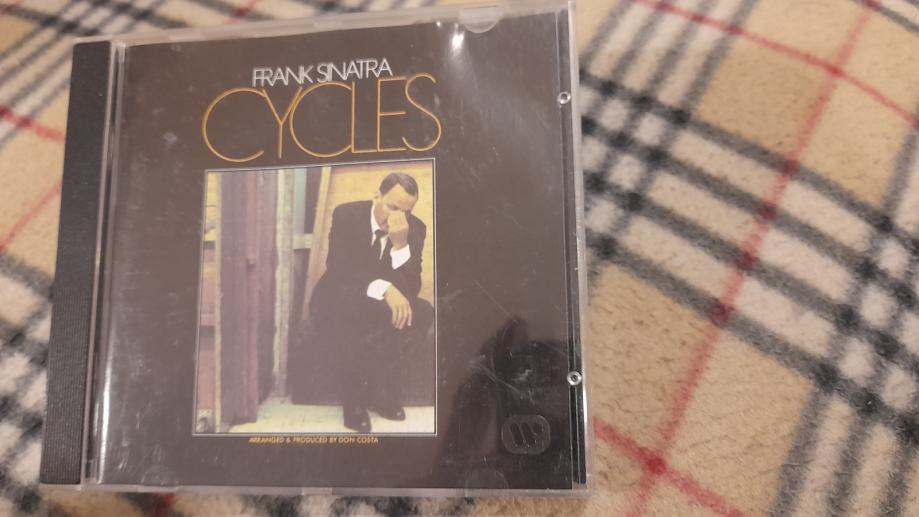 FRANK SINATRA
CYCLES
ARRANGED & PRODUCED BY DON COSTA